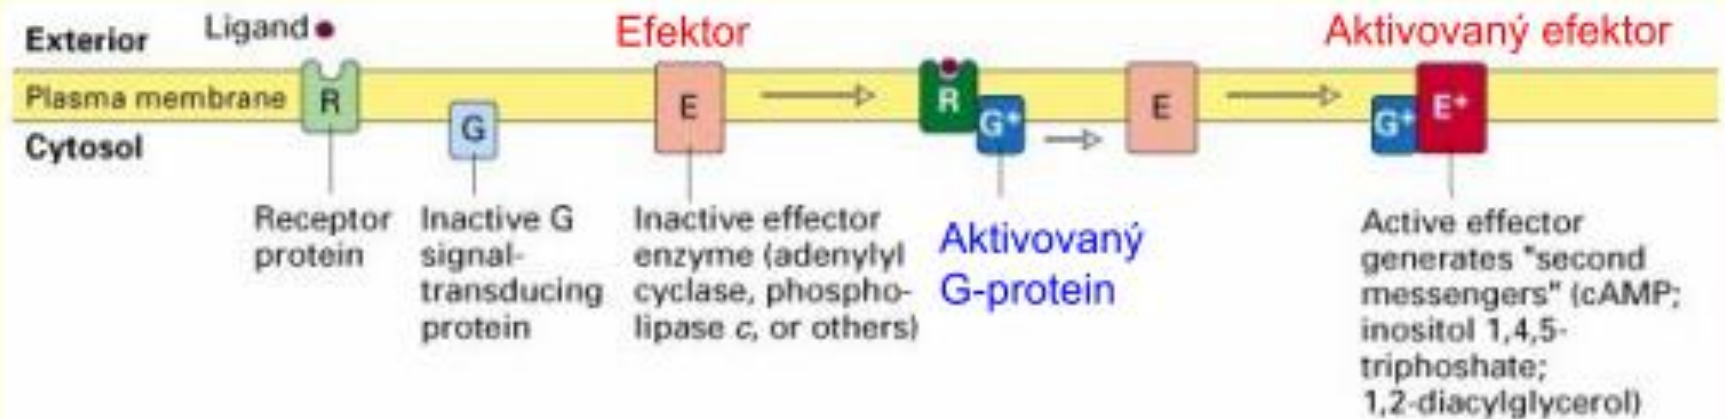 Exterior
Ligand
Efektor
Aktivovaný efektor
Plasma membrane
R
G
E
R
G+
E
G+
E+
Cytosol
Receptor
protein
Inactive G
signal-
transducing
protein
Inactive effector
enzyme (adenylyl
cyclase, phospho-
lipase c, or others)
Aktivovaný
G-protein
Active effector
generates "second
messengers" (cAMP;
inositol 1,4,5-
triphoshate;
1,2-diacylglycerol)